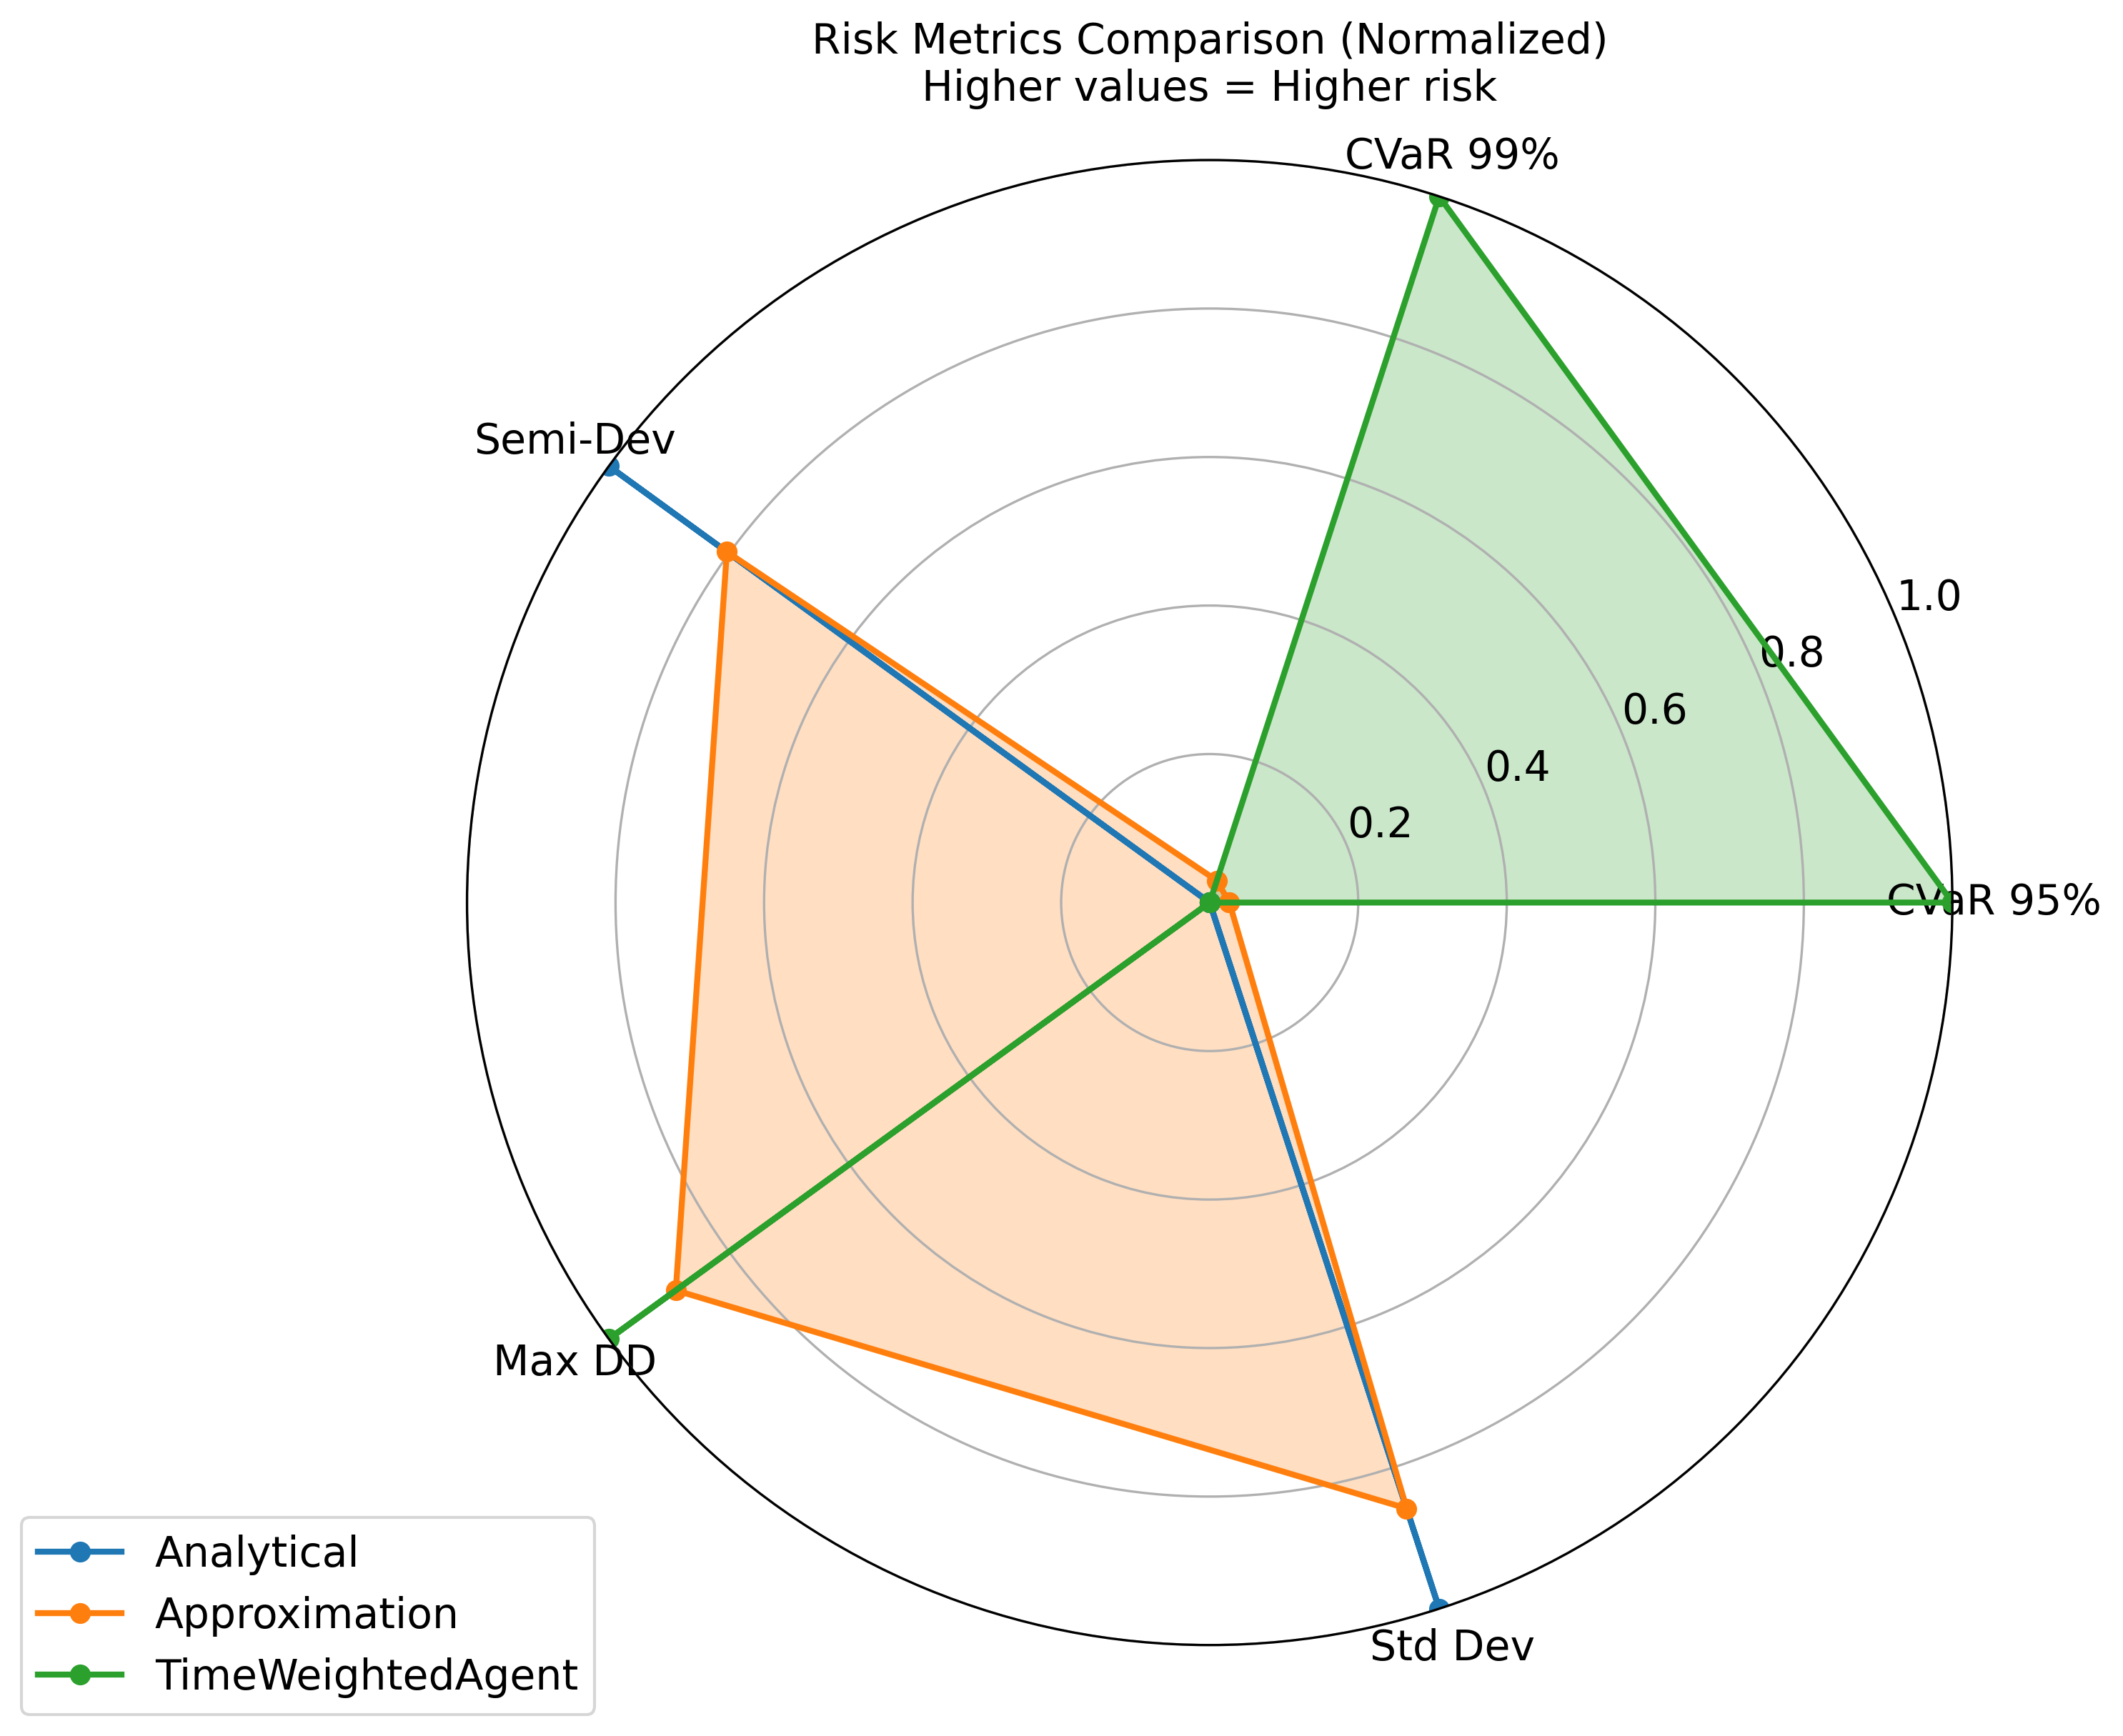 Risk Metrics Comparison (Normalized)
Higher values = Higher risk
CVaR 99%
Semi-Dev
1.0
0.8
0.6
0.4
0.2
CVaR 95%
Max DD
Std Dev
Analytical
Approximation
TimeWeightedAgent